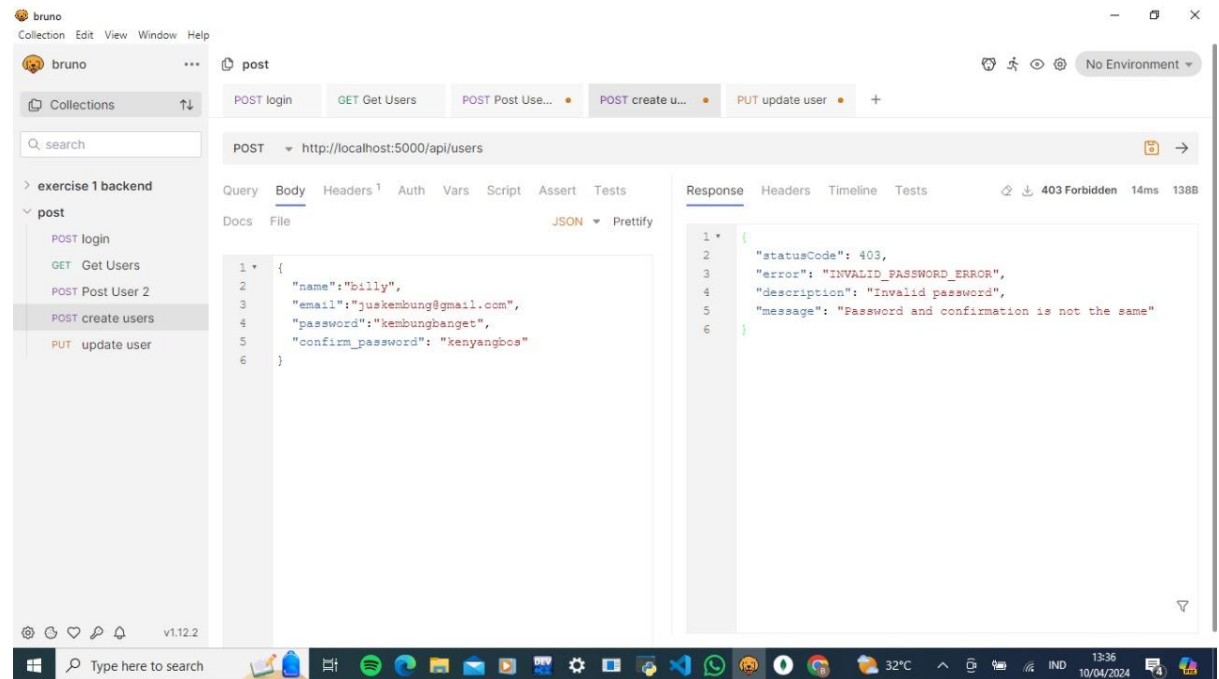 bruno
Collection Edit View Window Help
bruno ...
post
No Environment
Collections
POST login GET Get Users POST Post Use... POST create u... PUT update user +
search
POST http://localhost:5000/api/users
exercise 1 backend
post
POST login
GET Get Users
POST Post User 2
POST create users
PUT update user
Query Body Headers 1 Auth Vars Script Assert Tests
Docs File JSON Prettify
1 {
2 "name":"billy",
3 "email":"juskembung@gmail.com",
4 "password":"kembungbanget",
5 "confirm_password": "kenyangbos"
6 }
Response Headers Timeline Tests 403 Forbidden 14ms 138B
1 {
2 "statusCode": 403,
3 "error": "INVALID_PASSWORD_ERROR",
4 "description": "Invalid password",
5 "message": "Password and confirmation is not the same"
6 }
v1.12.2
Type here to search
32°C
IND
13:36
10/04/2024
4